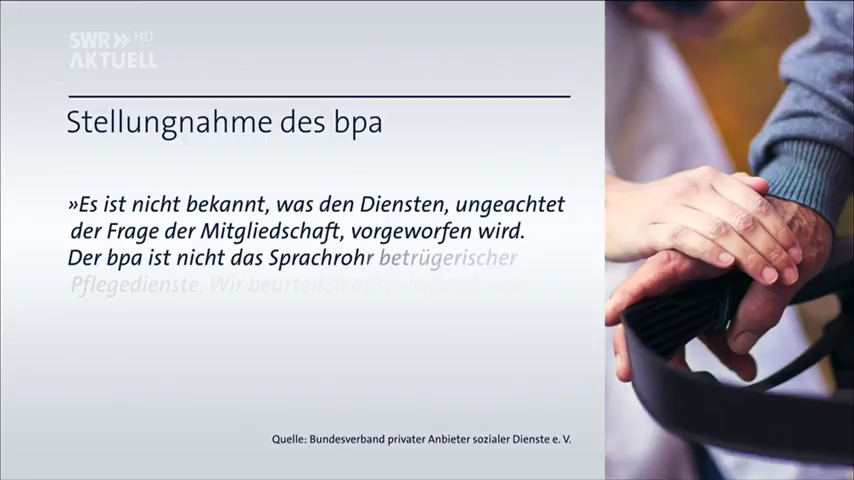 SWR» HD
AKTUELL
Stellungnahme des bpa
»Es ist nicht bekannt, was den Diensten, ungeachtet
der Frage der Mitgliedschaft, vorgeworfen wird.
Der bpa ist nicht das Sprachrohr betrügerischer
Pflegedienste. Wir beurteilen
Quelle: Bundesverband privater Anbieter sozialer Dienste e. V.